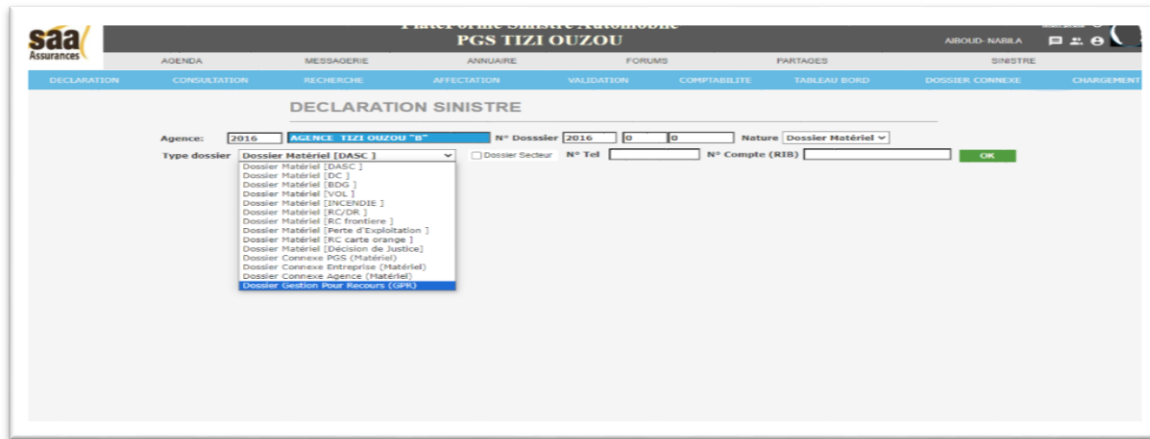 saa
Assurances
PlateForme Sinistre Automobile
PGS TIZI OUZOU
AIBOUD- NABILA
AGENDA MESSAGERIE ANNUAIRE FORUMS PARTAGES SINISTRE
DECLARATION CONSULTATION RECHERCHE AFFECTATION VALIDATION COMPTABILITE TABLEAU BORD DOSSIER CONNEXE CHARGEMENT
DECLARATION SINISTRE
Agence: 2016 AGENCE TIZI OUZOU "B" N° Dosssier 2016 0 0 Nature Dossier Matériel
Type dossier Dossier Matériel [DASC ] Dossier Secteur N° Tel N° Compte (RIB) OK
Dossier Matériel [DASC ]
Dossier Matériel [DC ]
Dossier Matériel [BDG ]
Dossier Matériel [VOL ]
Dossier Matériel [INCENDIE ]
Dossier Matériel [RC/DR ]
Dossier Matériel [RC frontiere ]
Dossier Matériel [Perte d'Exploitation ]
Dossier Matériel [RC carte orange ]
Dossier Matériel [Décision de Justice]
Dossier Connexe PGS (Matériel)
Dossier Connexe Entreprise (Matériel)
Dossier Connexe Agence (Matériel)
Dossier Gestion Pour Recours (GPR)